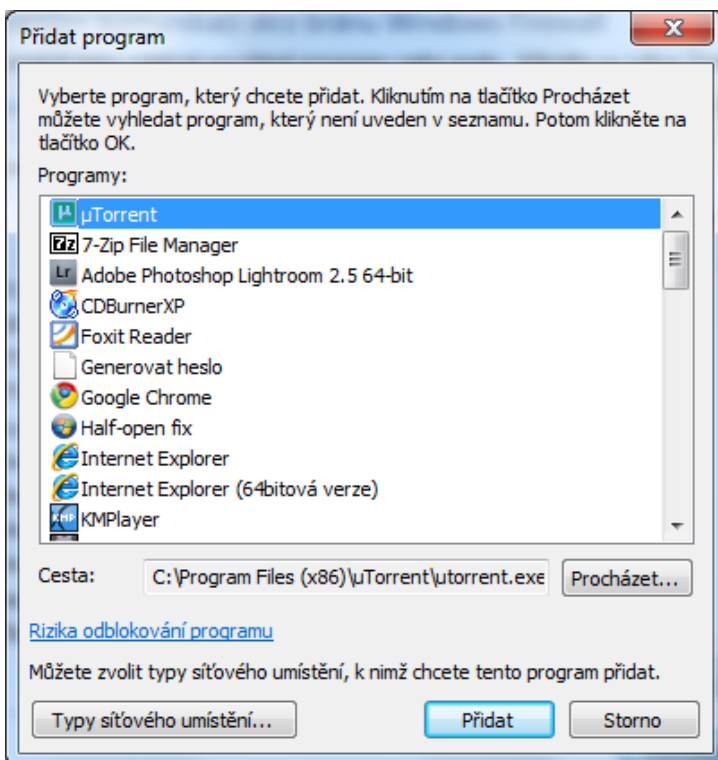 Přidat program
Vyberte program, který chcete přidat. Kliknutím na tlačítko Procházet
můžete vyhledat program, který není uveden v seznamu. Potom klikněte na
tlačítko OK.
Programy:
µTorrent
7-Zip File Manager
Adobe Photoshop Lightroom 2.5 64-bit
CDBurnerXP
Foxit Reader
Generovat heslo
Google Chrome
Half-open fix
Internet Explorer
Internet Explorer (64bitová verze)
KMPlayer
Cesta: C:\Program Files (x86)\µTorrent\utorrent.exe Procházet...
Rizika odblokování programu
Můžete zvolit typy síťového umístění, k nimž chcete tento program přidat.
Typy síťového umístění... Přidat Storno